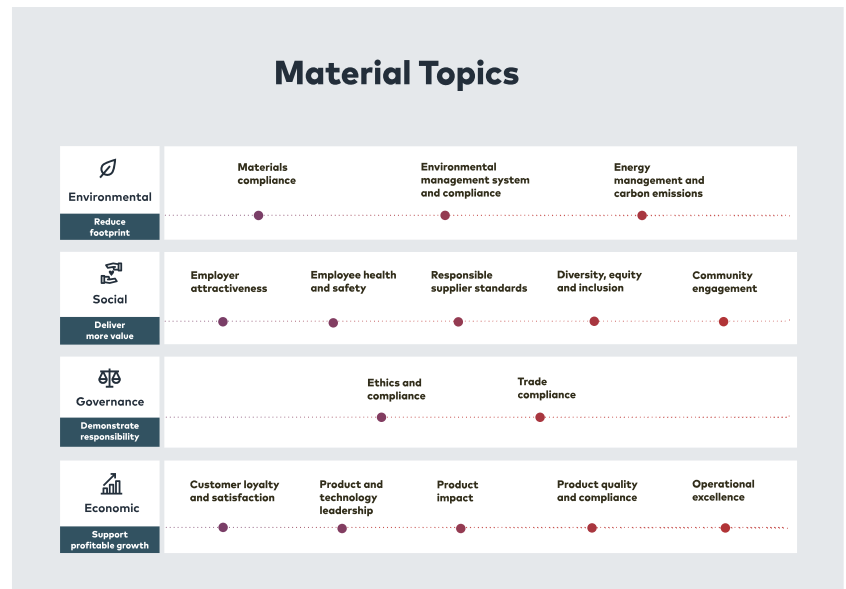 Material Topics
Environmental
Reduce
footprint
Materials
compliance
Environmental
management system
and compliance
Energy
management and
carbon emissions
Social
Deliver
more value
Employer
attractiveness
Employee health
and safety
Responsible
supplier standards
Diversity, equity
and inclusion
Community
engagement
Governance
Demonstrate
responsibility
Ethics and
compliance
Trade
compliance
Economic
Support
profitable growth
Customer loyalty
and satisfaction
Product and
technology
leadership
Product
impact
Product quality
and compliance
Operational
excellence